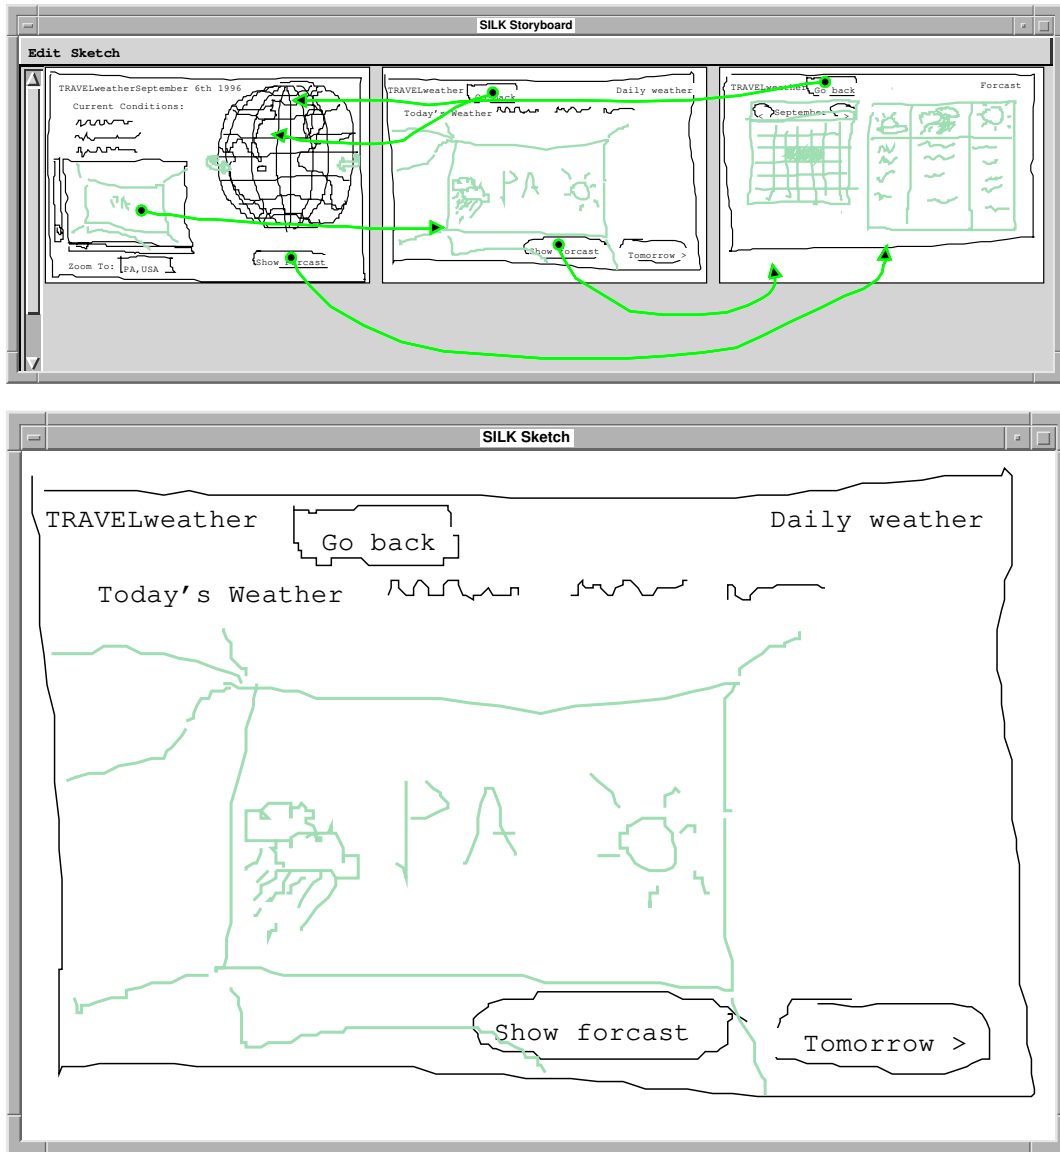 SILK Storyboard
Edit Sketch
TRAVELweatherSeptember 6th 1996
Current Conditions:
PA
Zoom To: PA,USA
Show forcast
TRAVELweather Go back Daily weather
Today's Weather
PA
Show forcast
Tomorrow >
TRAVELweather Go back Forcast
< September >
SILK Sketch
TRAVELweather Go back Daily weather
Today's Weather
PA
Show forcast
Tomorrow >